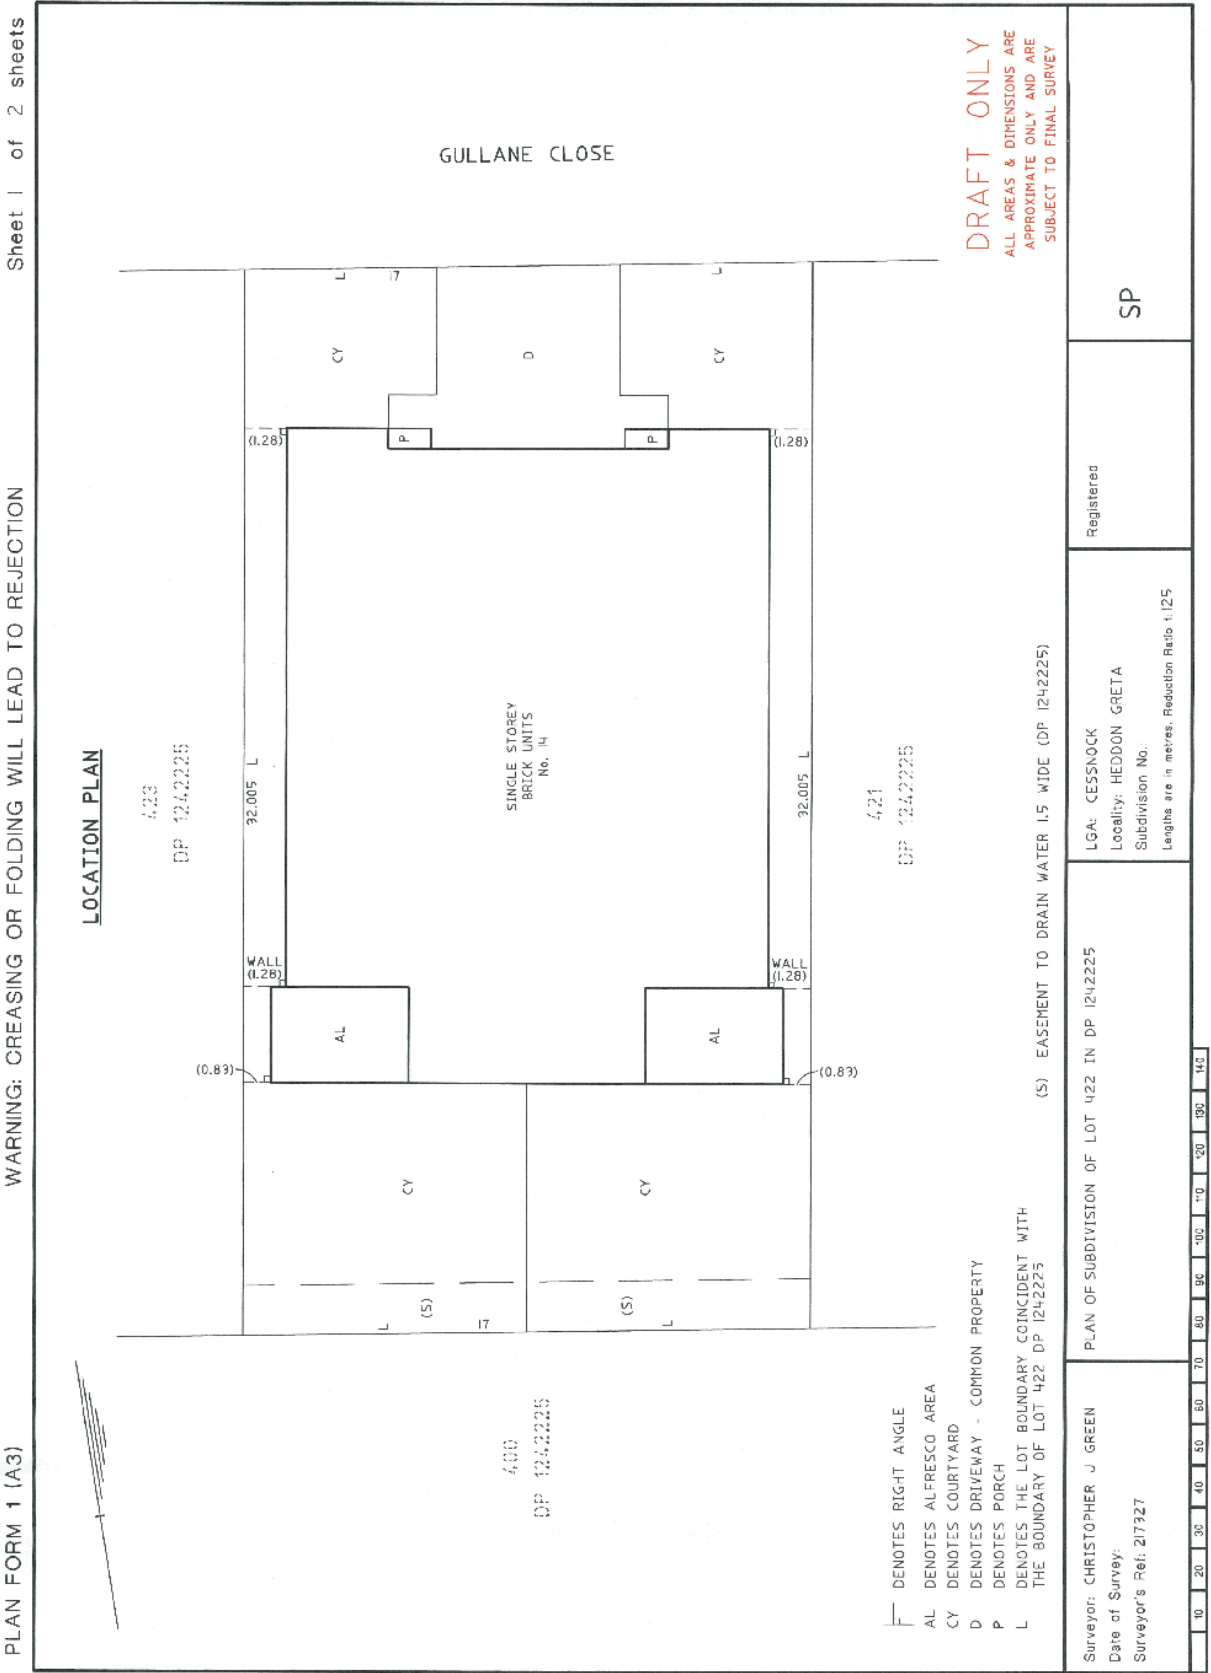 PLAN FORM 1 (A3)
WARNING: CREASING OR FOLDING WILL LEAD TO REJECTION
Sheet 1 of 2 sheets
LOCATION PLAN
423
DP 1242225
32.005 L
WALL
(1.28)
(1.28)
(0.83)
AL
CY
(S)
L
17
400
DP 1242225
SINGLE STOREY
BRICK UNITS
No. 14
P
CY
L
17
D
GULLANE CLOSE
CY
(S)
L
AL
WALL
(1.28)
(0.83)
P
(1.28)
CY
L
32.005 L
421
DP 1242225
DRAFT ONLY
ALL AREAS & DIMENSIONS ARE
APPROXIMATE ONLY AND ARE
SUBJECT TO FINAL SURVEY
DENOTES RIGHT ANGLE
AL DENOTES ALFRESCO AREA
CY DENOTES COURTYARD
D DENOTES DRIVEWAY - COMMON PROPERTY
P DENOTES PORCH
L DENOTES THE LOT BOUNDARY COINCIDENT WITH
THE BOUNDARY OF LOT 422 DP 1242225
(S) EASEMENT TO DRAIN WATER 1.5 WIDE (DP 1242225)
Surveyor: CHRISTOPHER J GREEN
Date of Survey:
Surveyor's Ref: 217327
PLAN OF SUBDIVISION OF LOT 422 IN DP 1242225
LGA: CESSNOCK
Locality: HEDDON GRETA
Subdivision No.:
Lengths are in metres. Reduction Ratio 1:125
Registered
SP
10 20 30 40 50 60 70 80 90 100 110 120 130 140